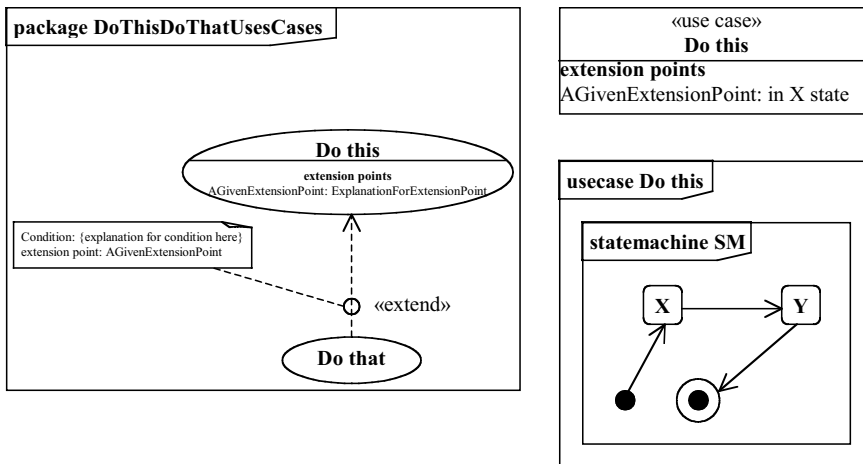 package DoThisDoThatUsesCases
Do this
extension points
AGivenExtensionPoint: ExplanationForExtensionPoint
Condition: {explanation for condition here}
extension point: AGivenExtensionPoint
«extend»
Do that
«use case»
Do this
extension points
AGivenExtensionPoint: in X state
usecase Do this
statemachine SM
X
Y